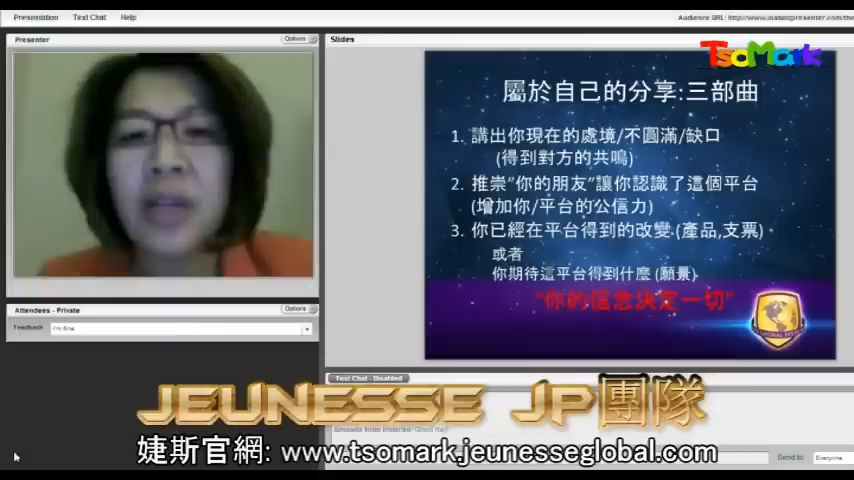 Presentation Text Chat Help
Audience URL: http://www.instantpresenter.com/the
Presenter
Options
Slides
TsoMark
屬於自己的分享:三部曲
1. 講出你現在的處境/不圓滿/缺口
(得到對方的共鳴)
2. 推崇"你的朋友"讓你認識了這個平台
(增加你/平台的公信力)
3. 你已經在平台得到的改變 (產品,支票)
或者
你期待這平台得到什麼 (願景)
"你的信念決定一切"
Attendees - Private
Options
Feedback
I'm fine
Text Chat - Disabled
JEUNESSE JP團隊
婕斯官網: www.tsomark.jeunesseglobal.com
Send to: Everyone